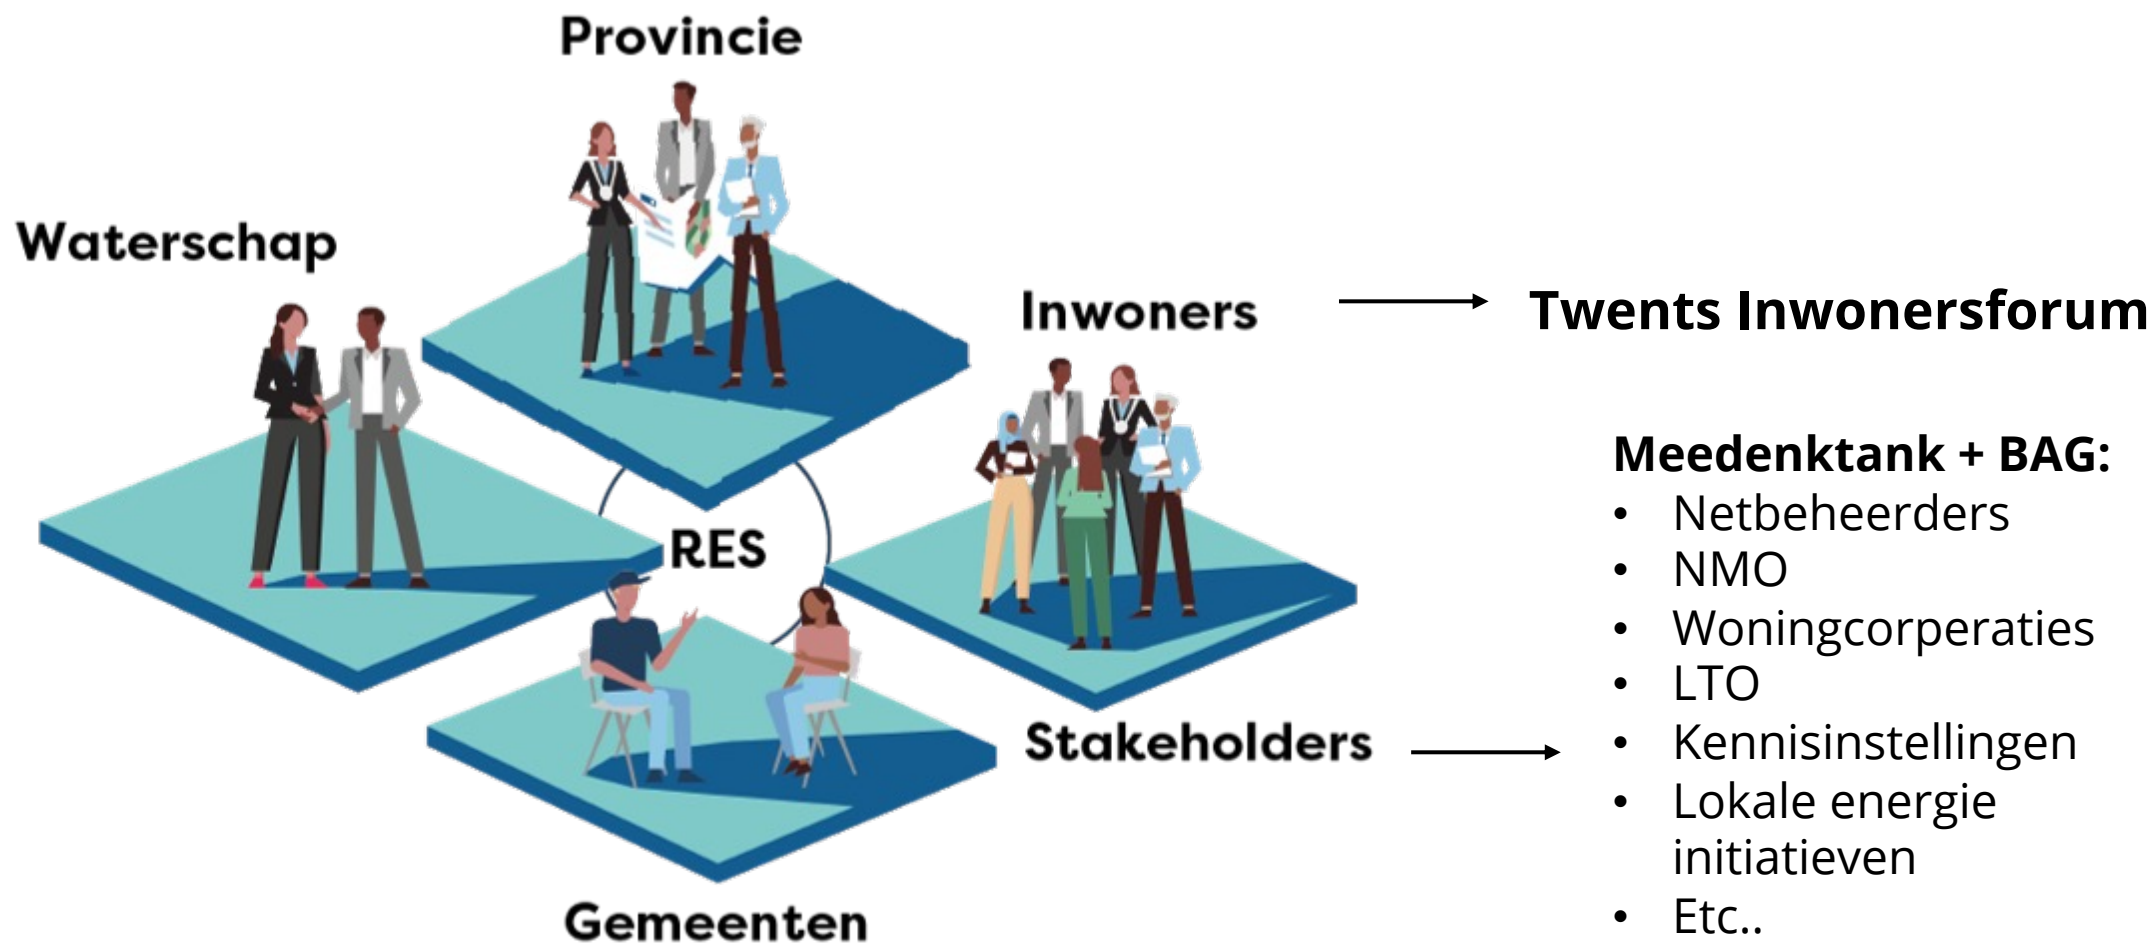 Provincie
Waterschap
Inwoners
Twents Inwonersforum
RES
Stakeholders
Gemeenten
Meedenktank + BAG:
• Netbeheerders
• NMO
• Woningcorperaties
• LTO
• Kennisinstellingen
• Lokale energie
initiatieven
• Etc..